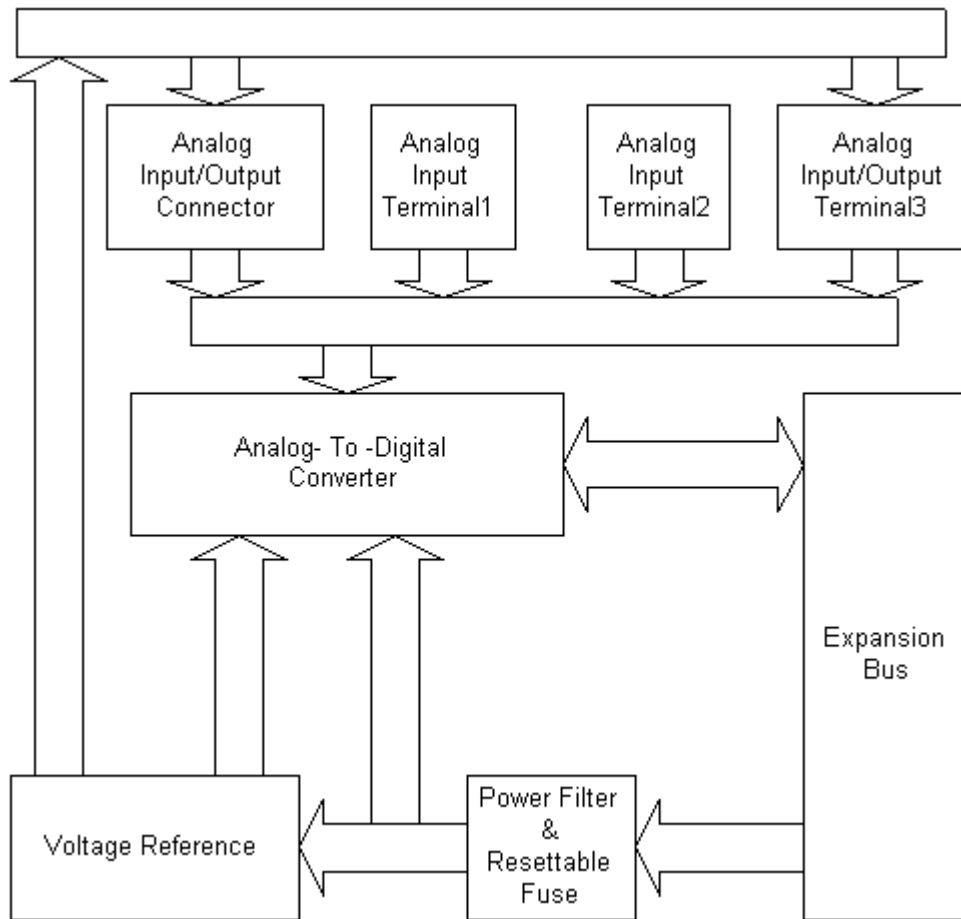 Analog
Input/Output
Connector
Analog
Input
Terminal1
Analog
Input
Terminal2
Analog
Input/Output
Terminal3
Analog- To -Digital
Converter
Expansion
Bus
Voltage Reference
Power Filter
&
Resettable
Fuse